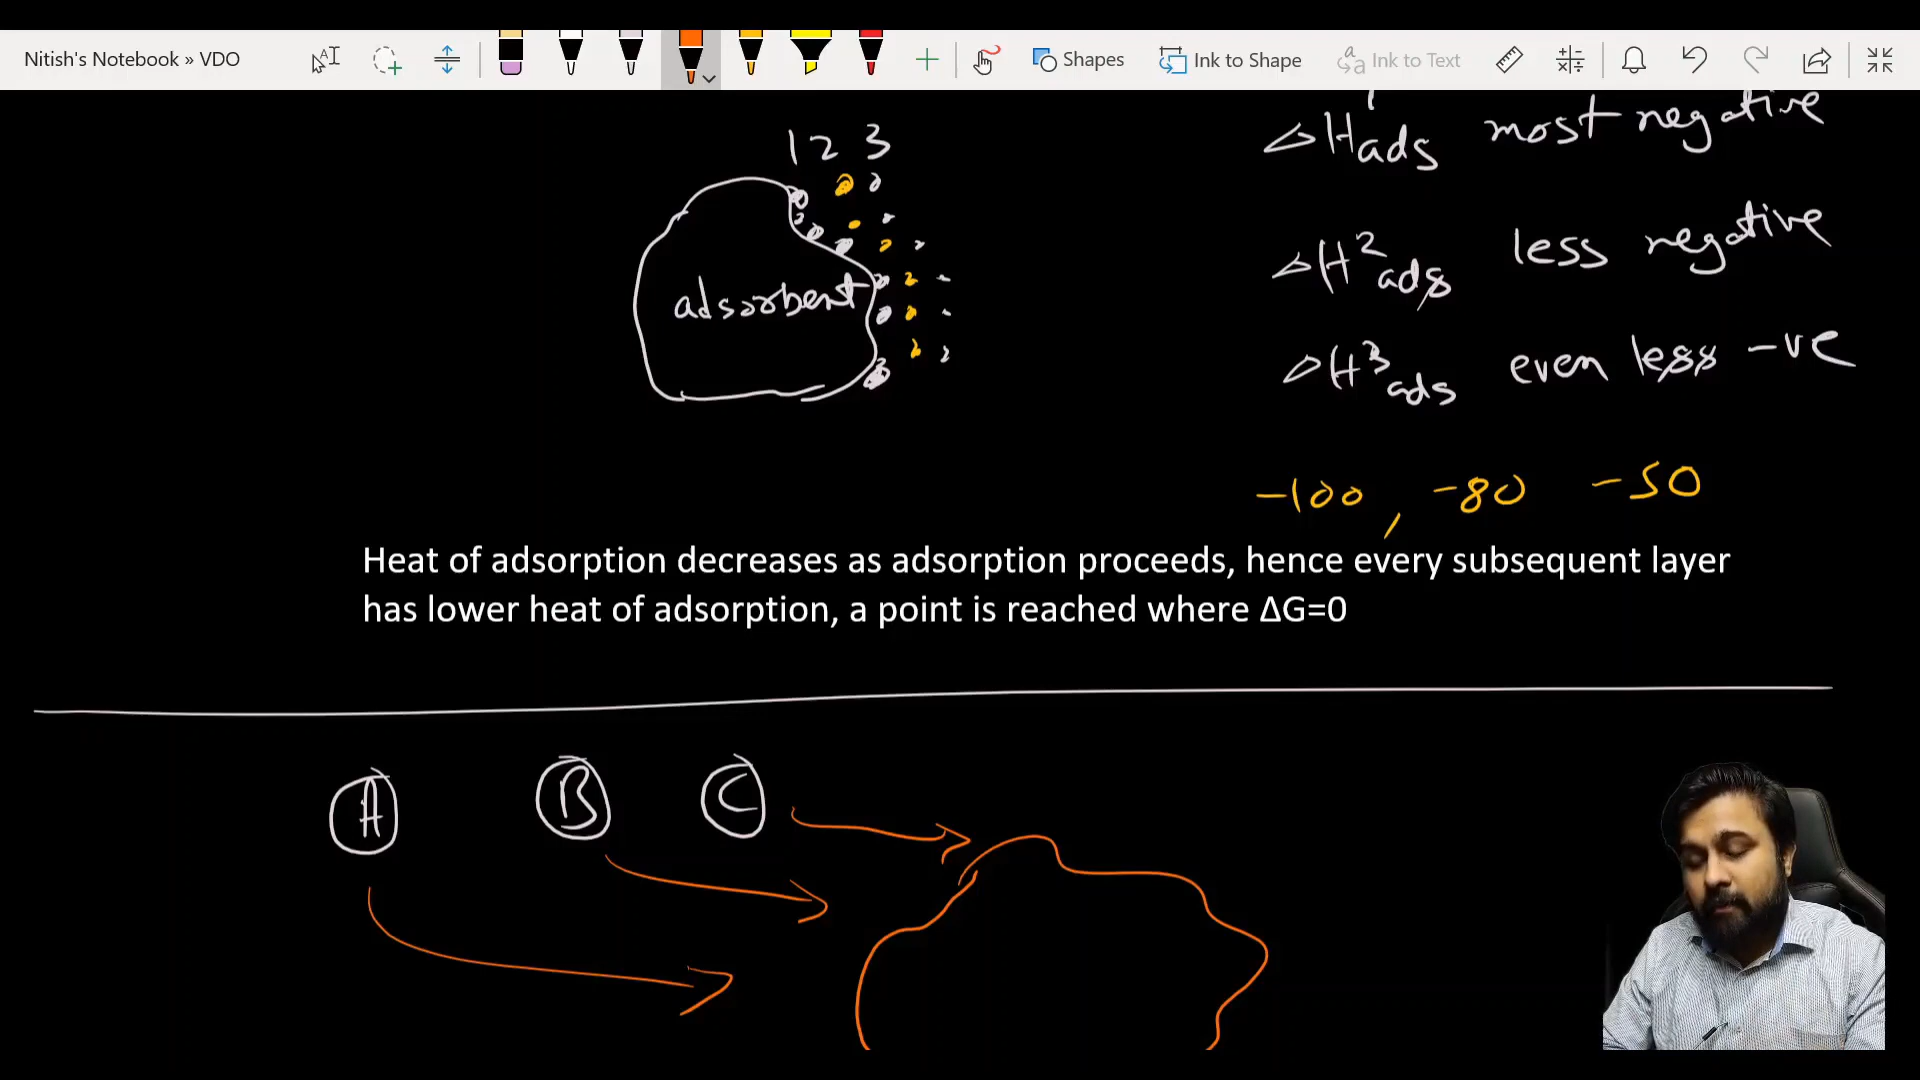 Nitish's Notebook » VDO
Shapes
Ink to Shape
Ink to Text
1 2 3
adsorbent
ΔH¹ads most negative
ΔH²ads less negative
ΔH³ads even less -ve
-100, -80 -50
Heat of adsorption decreases as adsorption proceeds, hence every subsequent layer
has lower heat of adsorption, a point is reached where ΔG=0
A B C